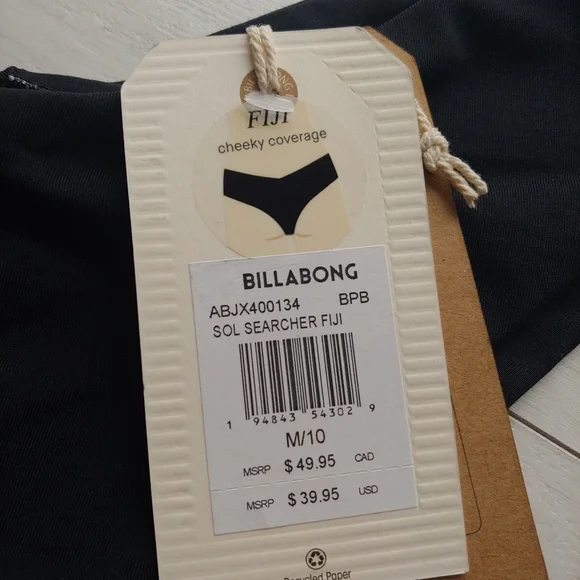 BILLABONG
FIJI
cheeky coverage
BILLABONG
ABJX400134 BPB
SOL SEARCHER FIJI
1 94843 54302 9
M/10
MSRP $49.95 CAD
MSRP $39.95 USD
Recycled Paper